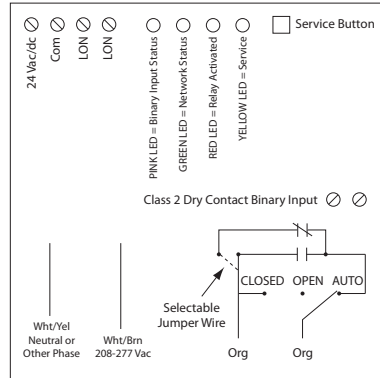 24 Vac/dc
Com
LON
LON
PINK LED = Binary Input Status
GREEN LED = Network Status
RED LED = Relay Activated
YELLOW LED = Service
Service Button
Class 2 Dry Contact Binary Input
CLOSED OPEN AUTO
Selectable
Jumper Wire
Wht/Yel
Neutral or
Other Phase
Wht/Brn
208-277 Vac
Org
Org